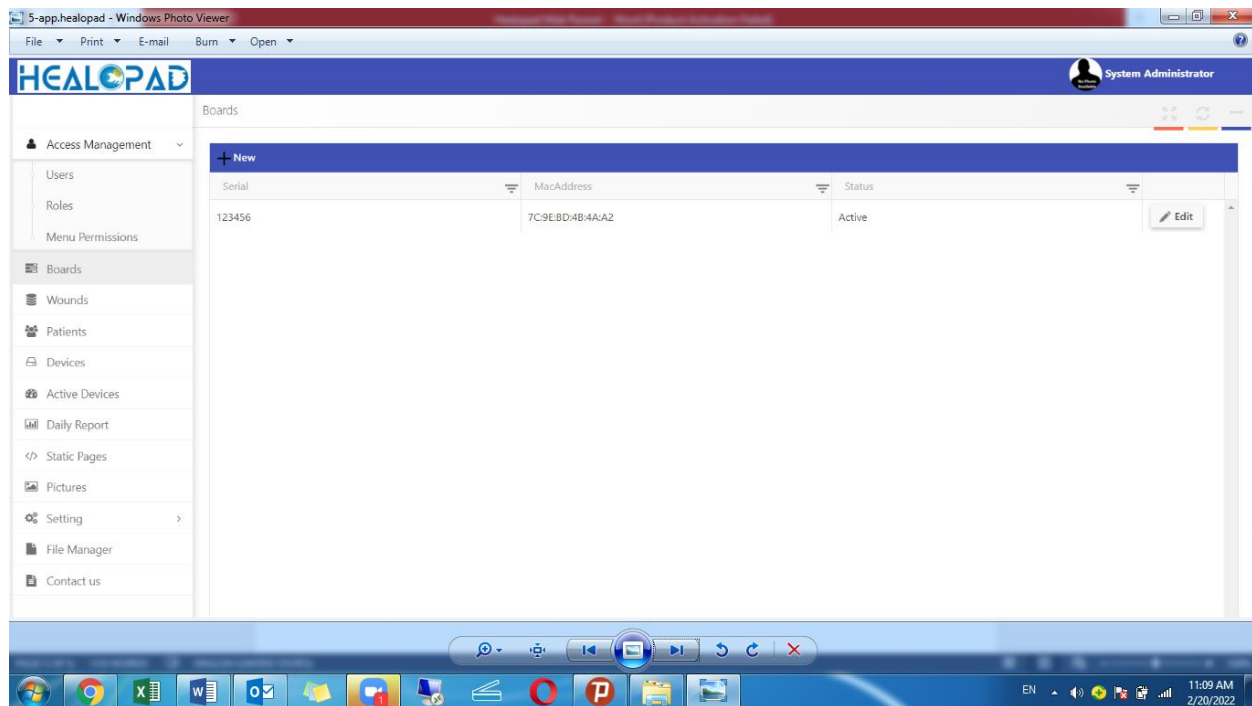 5-app.healopad - Windows Photo Viewer
File Print E-mail Burn Open
HEALOPAD
System Administrator
Boards
Access Management
Users
Roles
Menu Permissions
Boards
Wounds
Patients
Devices
Active Devices
Daily Report
Static Pages
Pictures
Setting
File Manager
Contact us
New
Serial MacAddress Status
123456 7C:9E:BD:4B:4A:A2 Active Edit
EN
11:09 AM
2/20/2022